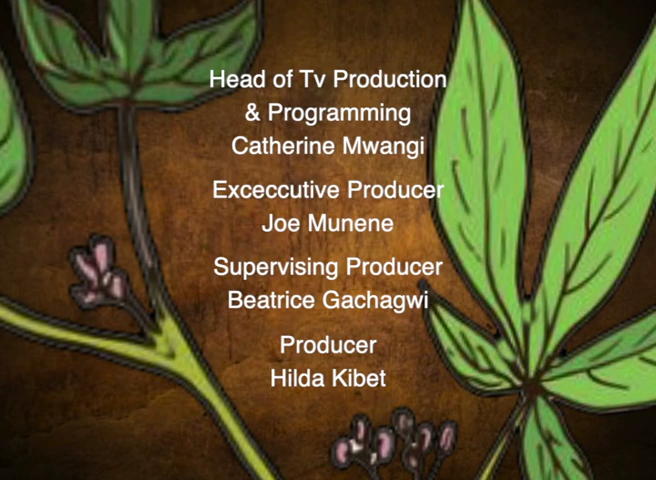 Head of Tv Production
& Programming
Catherine Mwangi
Exceccutive Producer
Joe Munene
Supervising Producer
Beatrice Gachagwi
Producer
Hilda Kibet